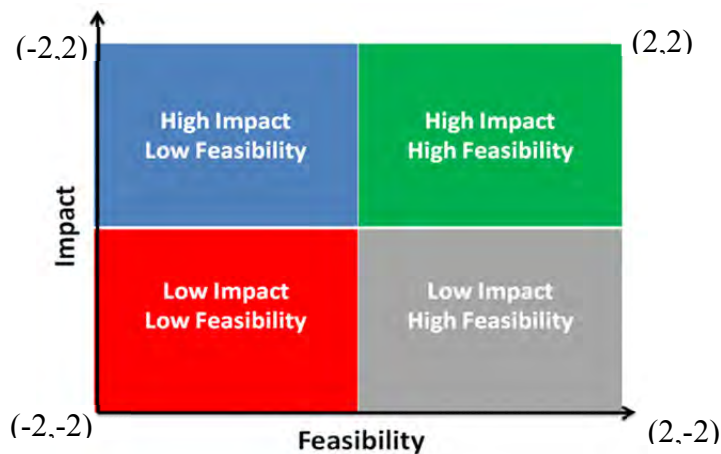 (-2,2)
(2,2)
High Impact
Low Feasibility
High Impact
High Feasibility
Impact
Low Impact
Low Feasibility
Low Impact
High Feasibility
(-2,-2)
(2,-2)
Feasibility